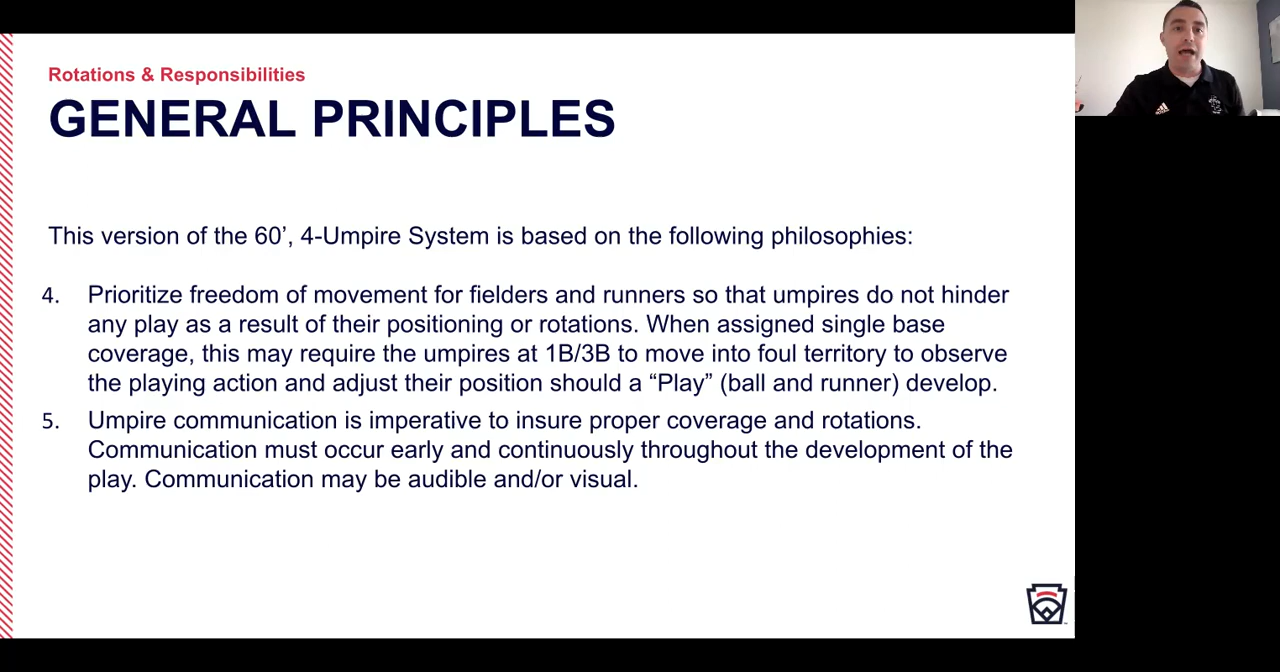 Rotations & Responsibilities
GENERAL PRINCIPLES
This version of the 60’, 4-Umpire System is based on the following philosophies:
4. Prioritize freedom of movement for fielders and runners so that umpires do not hinder
any play as a result of their positioning or rotations. When assigned single base
coverage, this may require the umpires at 1B/3B to move into foul territory to observe
the playing action and adjust their position should a “Play” (ball and runner) develop.
5. Umpire communication is imperative to insure proper coverage and rotations.
Communication must occur early and continuously throughout the development of the
play. Communication may be audible and/or visual.